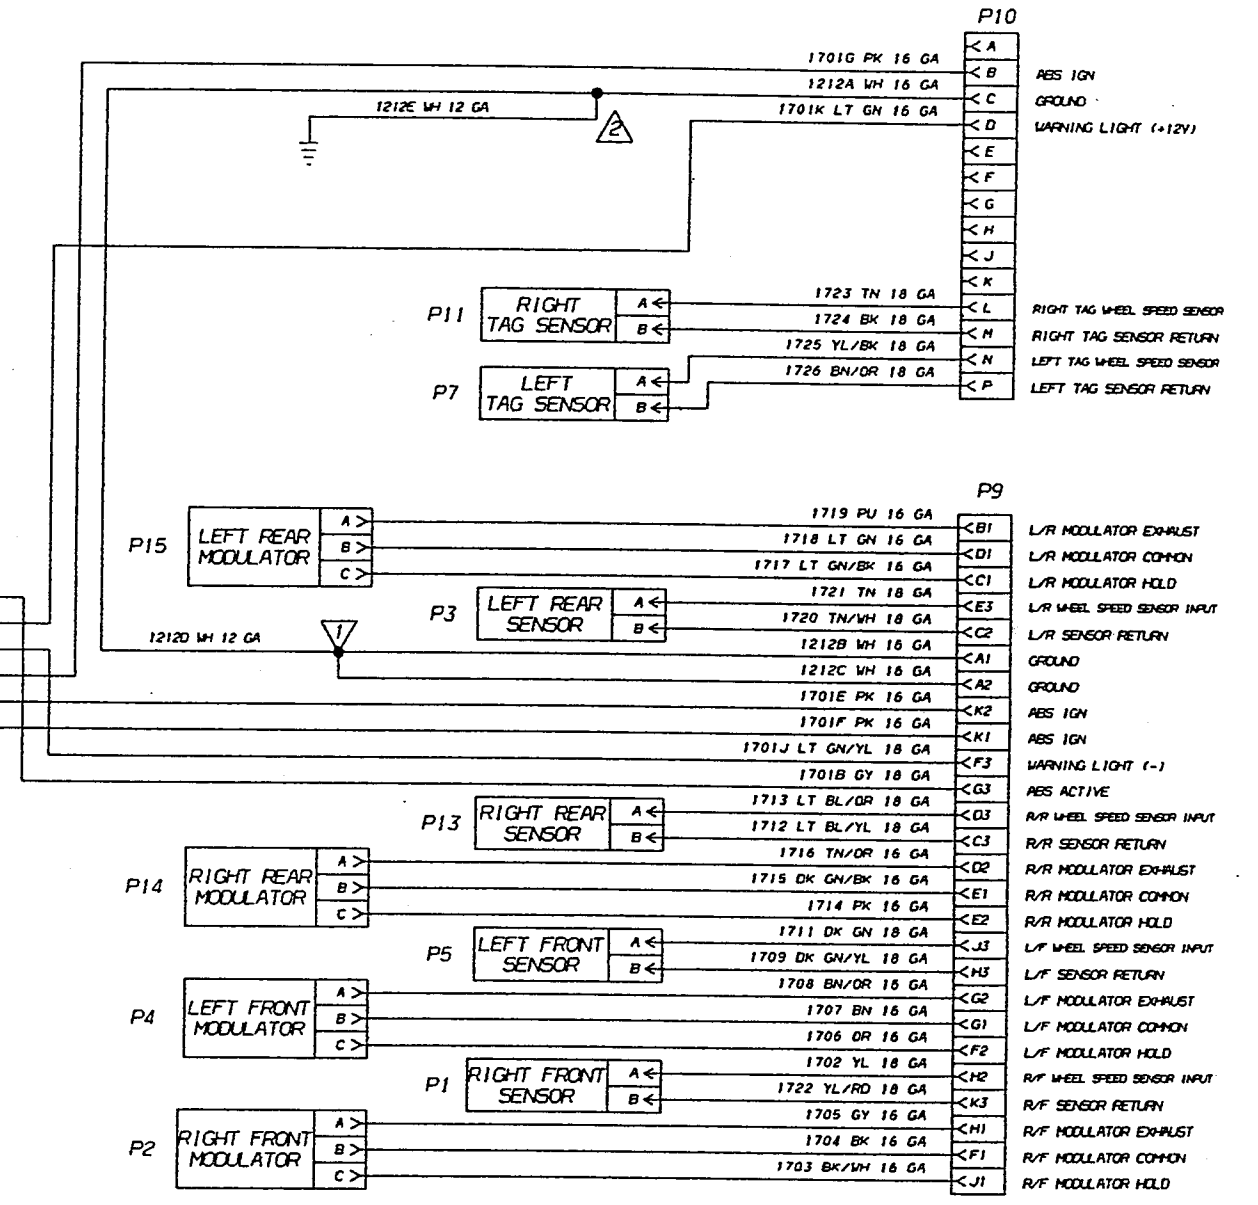 P10
A
1701G PK 16 GA
B ABS IGN
1212A WH 16 GA
C GROUND
1212E WH 12 GA
1701K LT GN 16 GA
2
D WARNING LIGHT (+12V)
E
F
G
H
J
K
1723 TN 18 GA
P11 RIGHT TAG SENSOR A
L RIGHT TAG WHEEL SPEED SENSOR
1724 BK 18 GA
B
M RIGHT TAG SENSOR RETURN
1725 YL/BK 18 GA
N LEFT TAG WHEEL SPEED SENSOR
1726 BN/OR 18 GA
P7 LEFT TAG SENSOR A
B
P LEFT TAG SENSOR RETURN
P9
1719 PU 16 GA
P15 LEFT REAR MODULATOR A
B1 L/R MODULATOR EXHAUST
1718 LT GN 16 GA
B
D1 L/R MODULATOR COMMON
1717 LT GN/BK 16 GA
C
C1 L/R MODULATOR HOLD
1721 TN 18 GA
P3 LEFT REAR SENSOR A
E3 L/R WHEEL SPEED SENSOR INPUT
1720 TN/WH 18 GA
B
C2 L/R SENSOR RETURN
1212D WH 12 GA
1
1212B WH 16 GA
A1 GROUND
1212C WH 16 GA
A2 GROUND
1701E PK 16 GA
K2 ABS IGN
1701F PK 16 GA
K1 ABS IGN
1701J LT GN/YL 18 GA
F3 WARNING LIGHT (-)
1701B GY 18 GA
G3 ABS ACTIVE
1713 LT BL/OR 18 GA
P13 RIGHT REAR SENSOR A
D3 R/R WHEEL SPEED SENSOR INPUT
1712 LT BL/YL 18 GA
B
C3 R/R SENSOR RETURN
1716 TN/OR 16 GA
P14 RIGHT REAR MODULATOR A
D2 R/R MODULATOR EXHAUST
1715 DK GN/BK 16 GA
B
E1 R/R MODULATOR COMMON
1714 PK 16 GA
C
E2 R/R MODULATOR HOLD
1711 DK GN 18 GA
P5 LEFT FRONT SENSOR A
J3 L/F WHEEL SPEED SENSOR INPUT
1709 DK GN/YL 18 GA
B
H3 L/F SENSOR RETURN
1708 BN/OR 16 GA
P4 LEFT FRONT MODULATOR A
G2 L/F MODULATOR EXHAUST
1707 BN 16 GA
B
G1 L/F MODULATOR COMMON
1706 OR 16 GA
C
F2 L/F MODULATOR HOLD
1702 YL 18 GA
P1 RIGHT FRONT SENSOR A
H2 R/F WHEEL SPEED SENSOR INPUT
1722 YL/RD 18 GA
B
K3 R/F SENSOR RETURN
1705 GY 16 GA
P2 RIGHT FRONT MODULATOR A
H1 R/F MODULATOR EXHAUST
1704 BK 16 GA
B
F1 R/F MODULATOR COMMON
1703 BK/WH 16 GA
C
J1 R/F MODULATOR HOLD